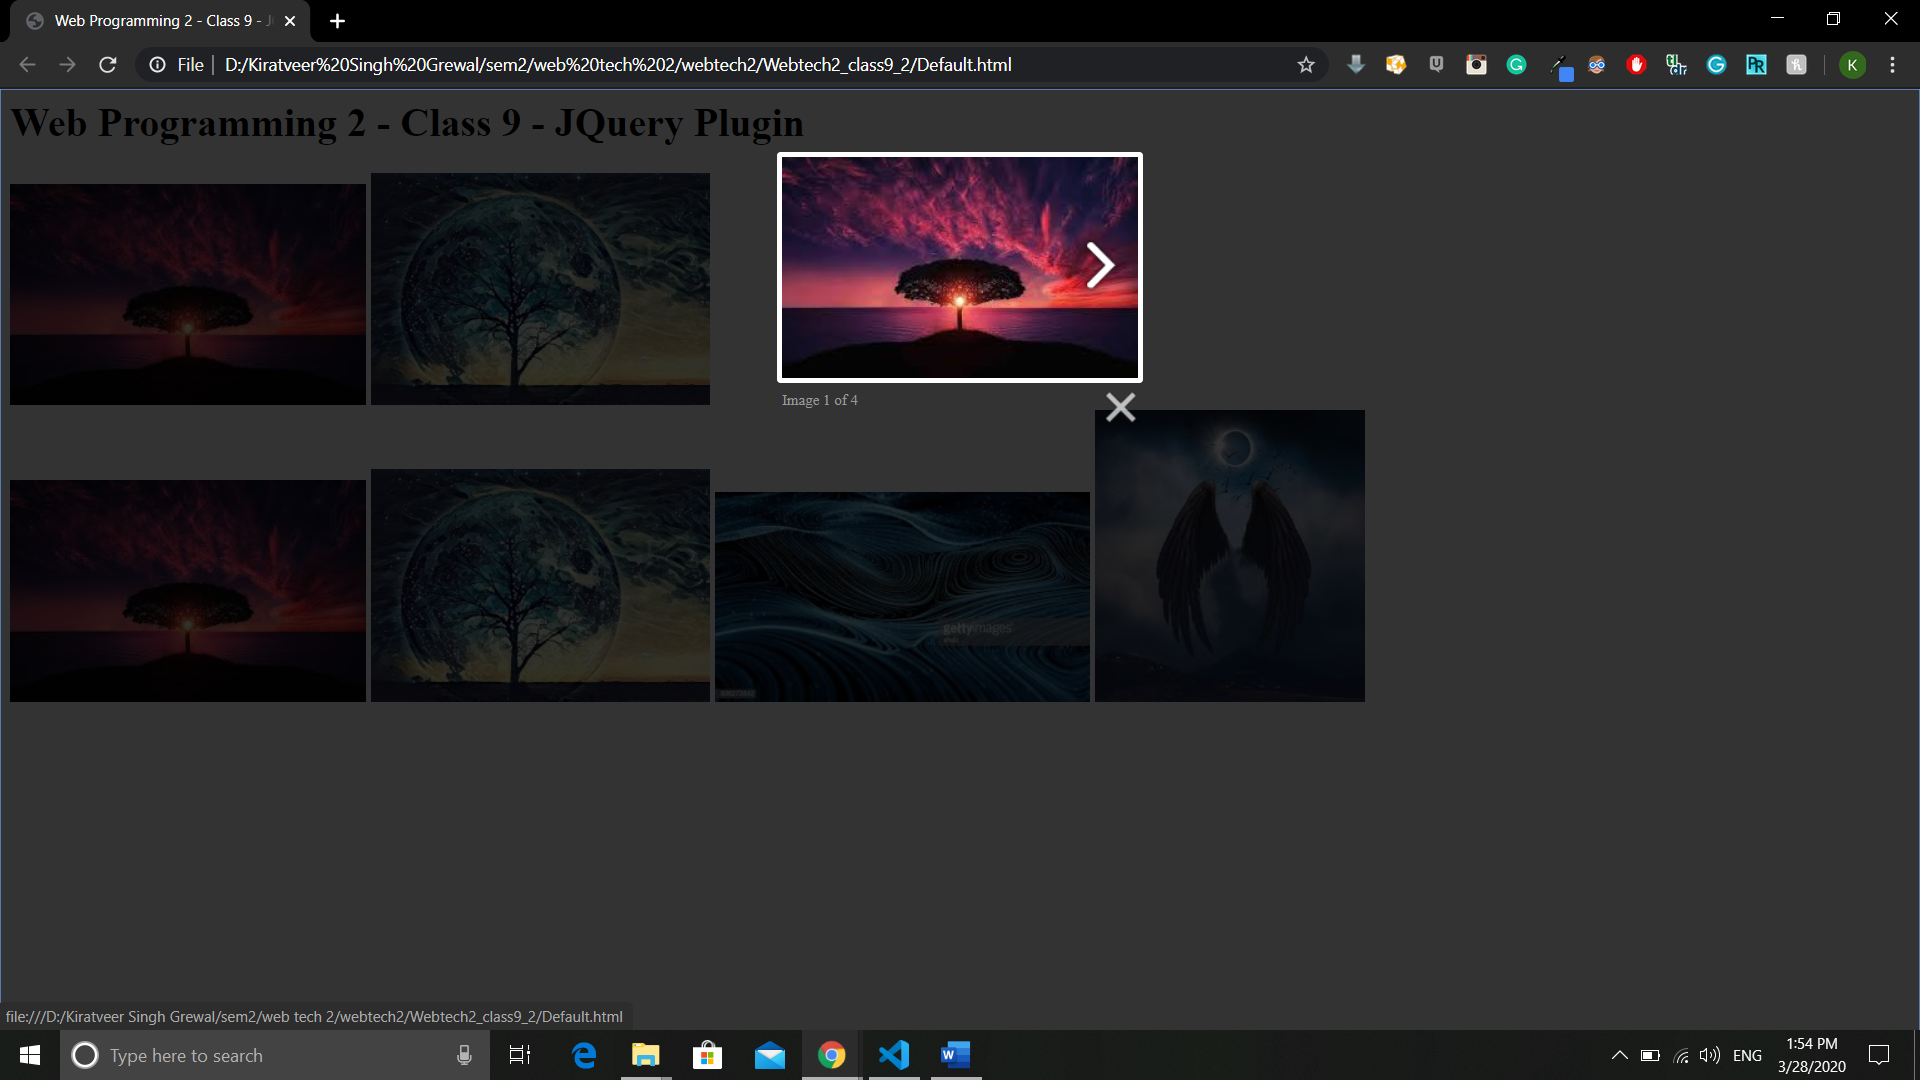 Web Programming 2 - Class 9 - J
File
D:/Kiratveer%20Singh%20Grewal/sem2/web%20tech%202/webtech2/Webtech2_class9_2/Default.html
K
Web Programming 2 - Class 9 - JQuery Plugin
Image 1 of 4
gettyimages
file:///D:/Kiratveer Singh Grewal/sem2/web tech 2/webtech2/Webtech2_class9_2/Default.html
Type here to search
ENG
1:54 PM
3/28/2020